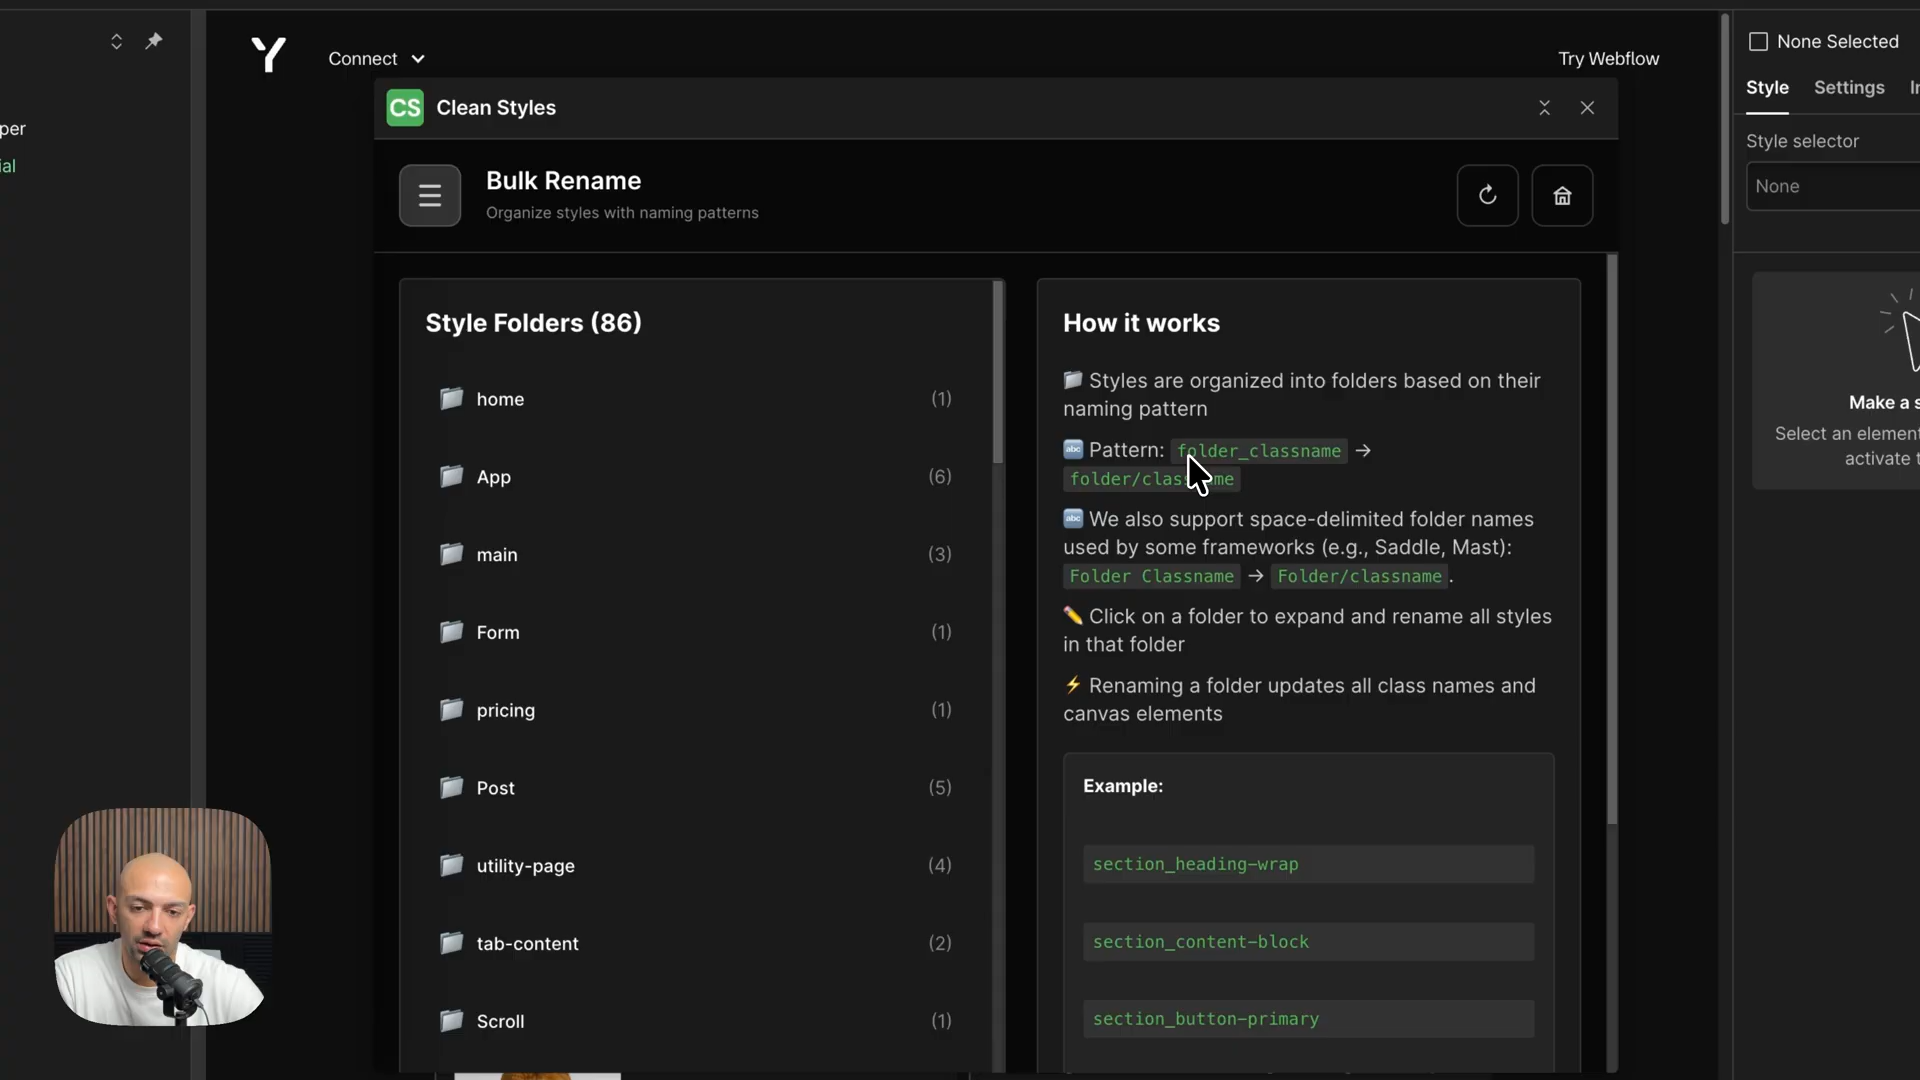 None Selected
Connect
Try Webflow
Style Settings
CS Clean Styles
per
Style selector
ial
Bulk Rename
None
Organize styles with naming patterns
Style Folders (86)
home (1)
App (6)
main (3)
Form (1)
pricing (1)
Post (5)
utility-page (4)
tab-content (2)
Scroll (1)
How it works
Styles are organized into folders based on their
naming pattern
Pattern: folder_classname →
folder/classname
We also support space-delimited folder names
used by some frameworks (e.g., Saddle, Mast):
Folder Classname → Folder/classname.
Click on a folder to expand and rename all styles
in that folder
Renaming a folder updates all class names and
canvas elements
Example:
section_heading-wrap
section_content-block
section_button-primary
Make a s
Select an elemen
activate t